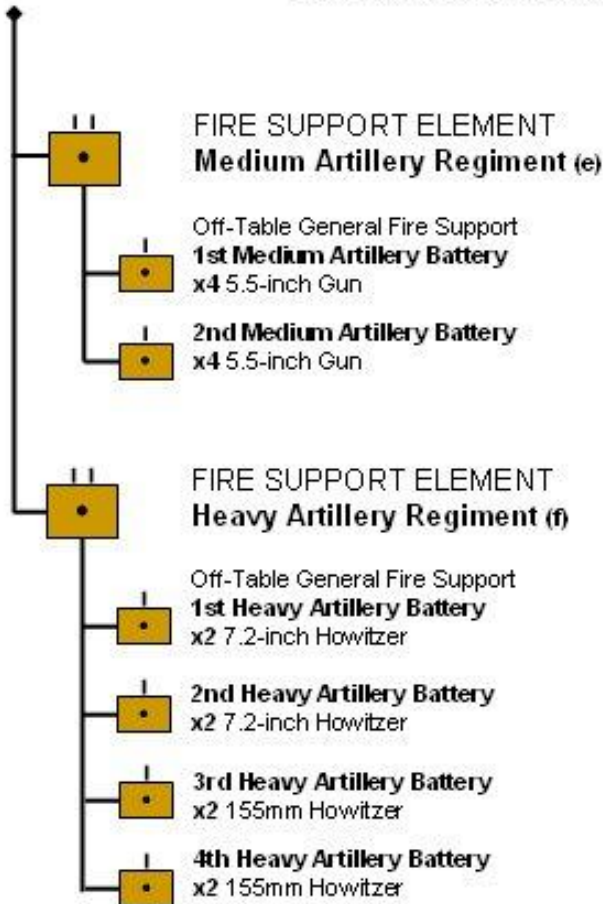 FIRE SUPPORT ELEMENT
Medium Artillery Regiment (e)
Off-Table General Fire Support
1st Medium Artillery Battery
x4 5.5-inch Gun
2nd Medium Artillery Battery
x4 5.5-inch Gun
FIRE SUPPORT ELEMENT
Heavy Artillery Regiment (f)
Off-Table General Fire Support
1st Heavy Artillery Battery
x2 7.2-inch Howitzer
2nd Heavy Artillery Battery
x2 7.2-inch Howitzer
3rd Heavy Artillery Battery
x2 155mm Howitzer
4th Heavy Artillery Battery
x2 155mm Howitzer